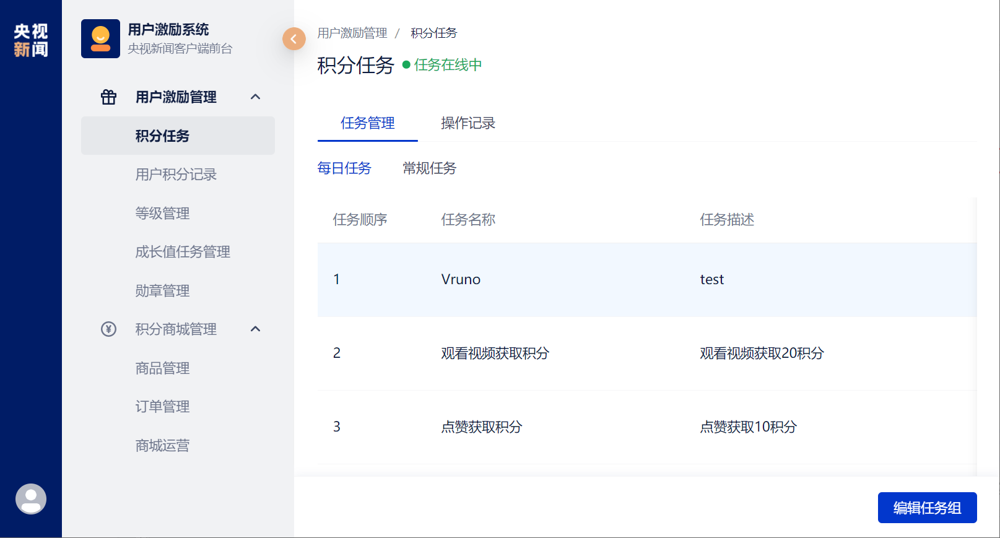 央视
新闻
用户激励系统
央视新闻客户端前台
用户激励管理
积分任务
用户积分记录
等级管理
成长值任务管理
勋章管理
积分商城管理
商品管理
订单管理
商城运营
用户激励管理 / 积分任务
积分任务 任务在线中
任务管理 操作记录
每日任务 常规任务
任务顺序 任务名称 任务描述
1 Vruno test
2 观看视频获取积分 观看视频获取20积分
3 点赞获取积分 点赞获取10积分
编辑任务组